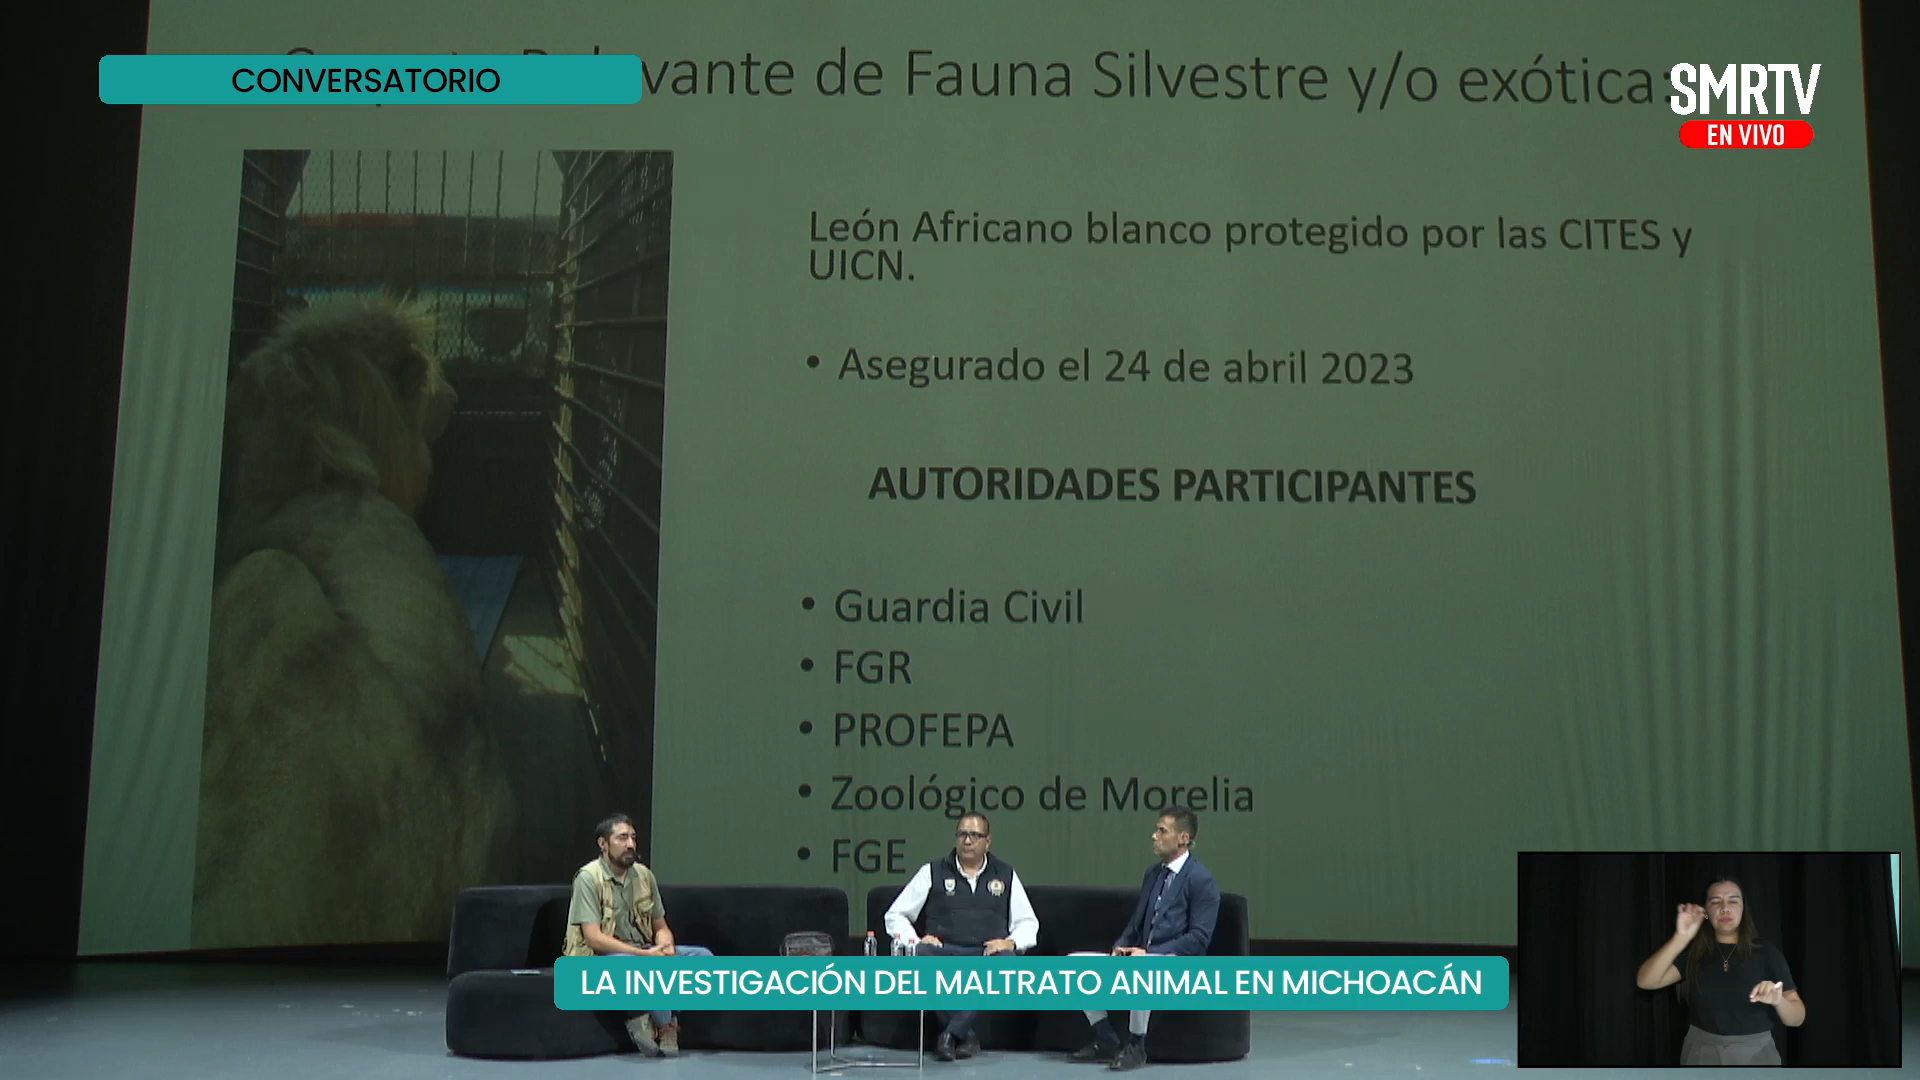 CONVERSATORIO
vante de Fauna Silvestre y/o exótica:
SMRTV
EN VIVO
León Africano blanco protegido por las CITES y
UICN.
• Asegurado el 24 de abril 2023
AUTORIDADES PARTICIPANTES
• Guardia Civil
• FGR
• PROFEPA
• Zoológico de Morelia
• FGE
LA INVESTIGACIÓN DEL MALTRATO ANIMAL EN MICHOACÁN